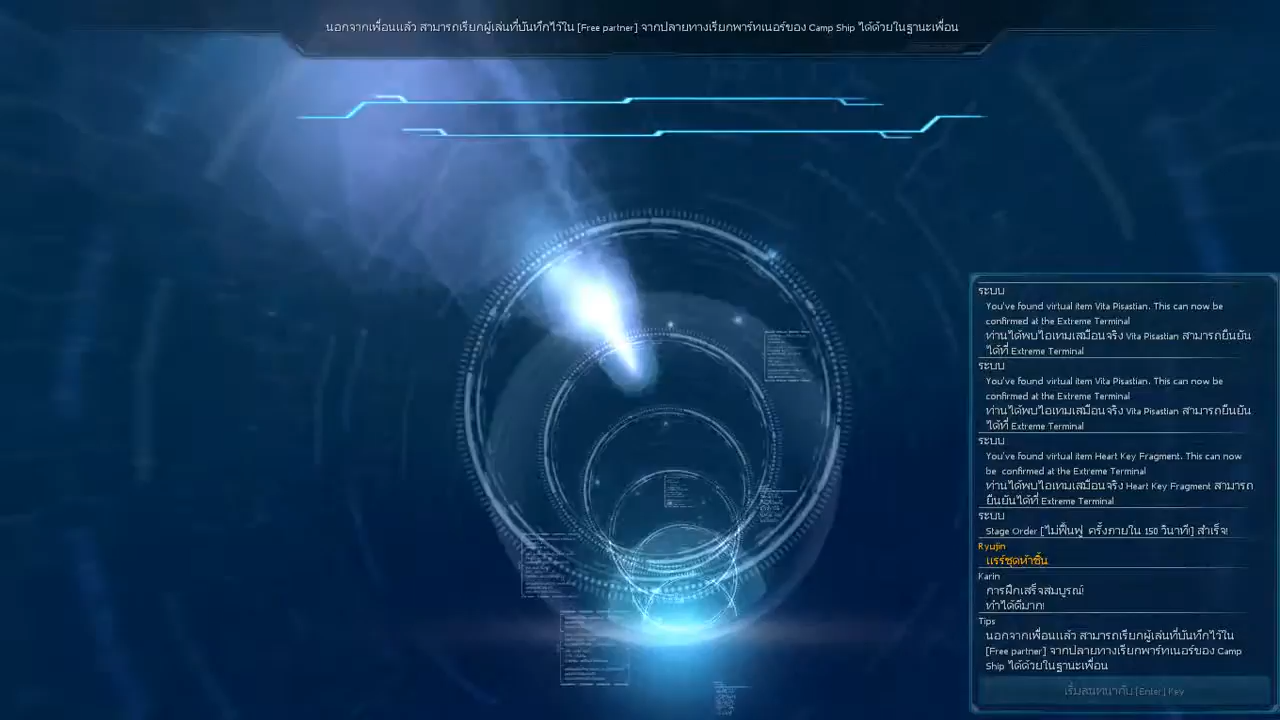 นอกจากเพื่อนแล้ว สามารถเรียกผู้เล่นที่บันทึกไว้ใน [Free partner] จากปลายทางเรียกพาร์ทเนอร์ของ Camp Ship ได้ด้วยในฐานะเพื่อน
ระบบ
You've found virtual item Vita Pisastian. This can now be
confirmed at the Extreme Terminal
ท่านได้พบไอเทมเสมือนจริง Vita Pisastian สามารถยืนยัน
ได้ที่ Extreme Terminal
ระบบ
You've found virtual item Vita Pisastian. This can now be
confirmed at the Extreme Terminal
ท่านได้พบไอเทมเสมือนจริง Vita Pisastian สามารถยืนยัน
ได้ที่ Extreme Terminal
ระบบ
You've found virtual item Heart Key Fragment. This can now
be confirmed at the Extreme Terminal
ท่านได้พบไอเทมเสมือนจริง Heart Key Fragment สามารถ
ยืนยันได้ที่ Extreme Terminal
ระบบ
Stage Order [ไม่ฟื้นฟู ครั้งภายใน 150 วินาที!] สำเร็จ!
Ryujin
แรร์ชุดห้าชิ้น
Karin
การฝึกเสร็จสมบูรณ์!
ทำได้ดีมาก!
Tips
นอกจากเพื่อนแล้ว สามารถเรียกผู้เล่นที่บันทึกไว้ใน
[Free partner] จากปลายทางเรียกพาร์ทเนอร์ของ Camp
Ship ได้ด้วยในฐานะเพื่อน
เริ่มสนทนากับ [Enter] Key